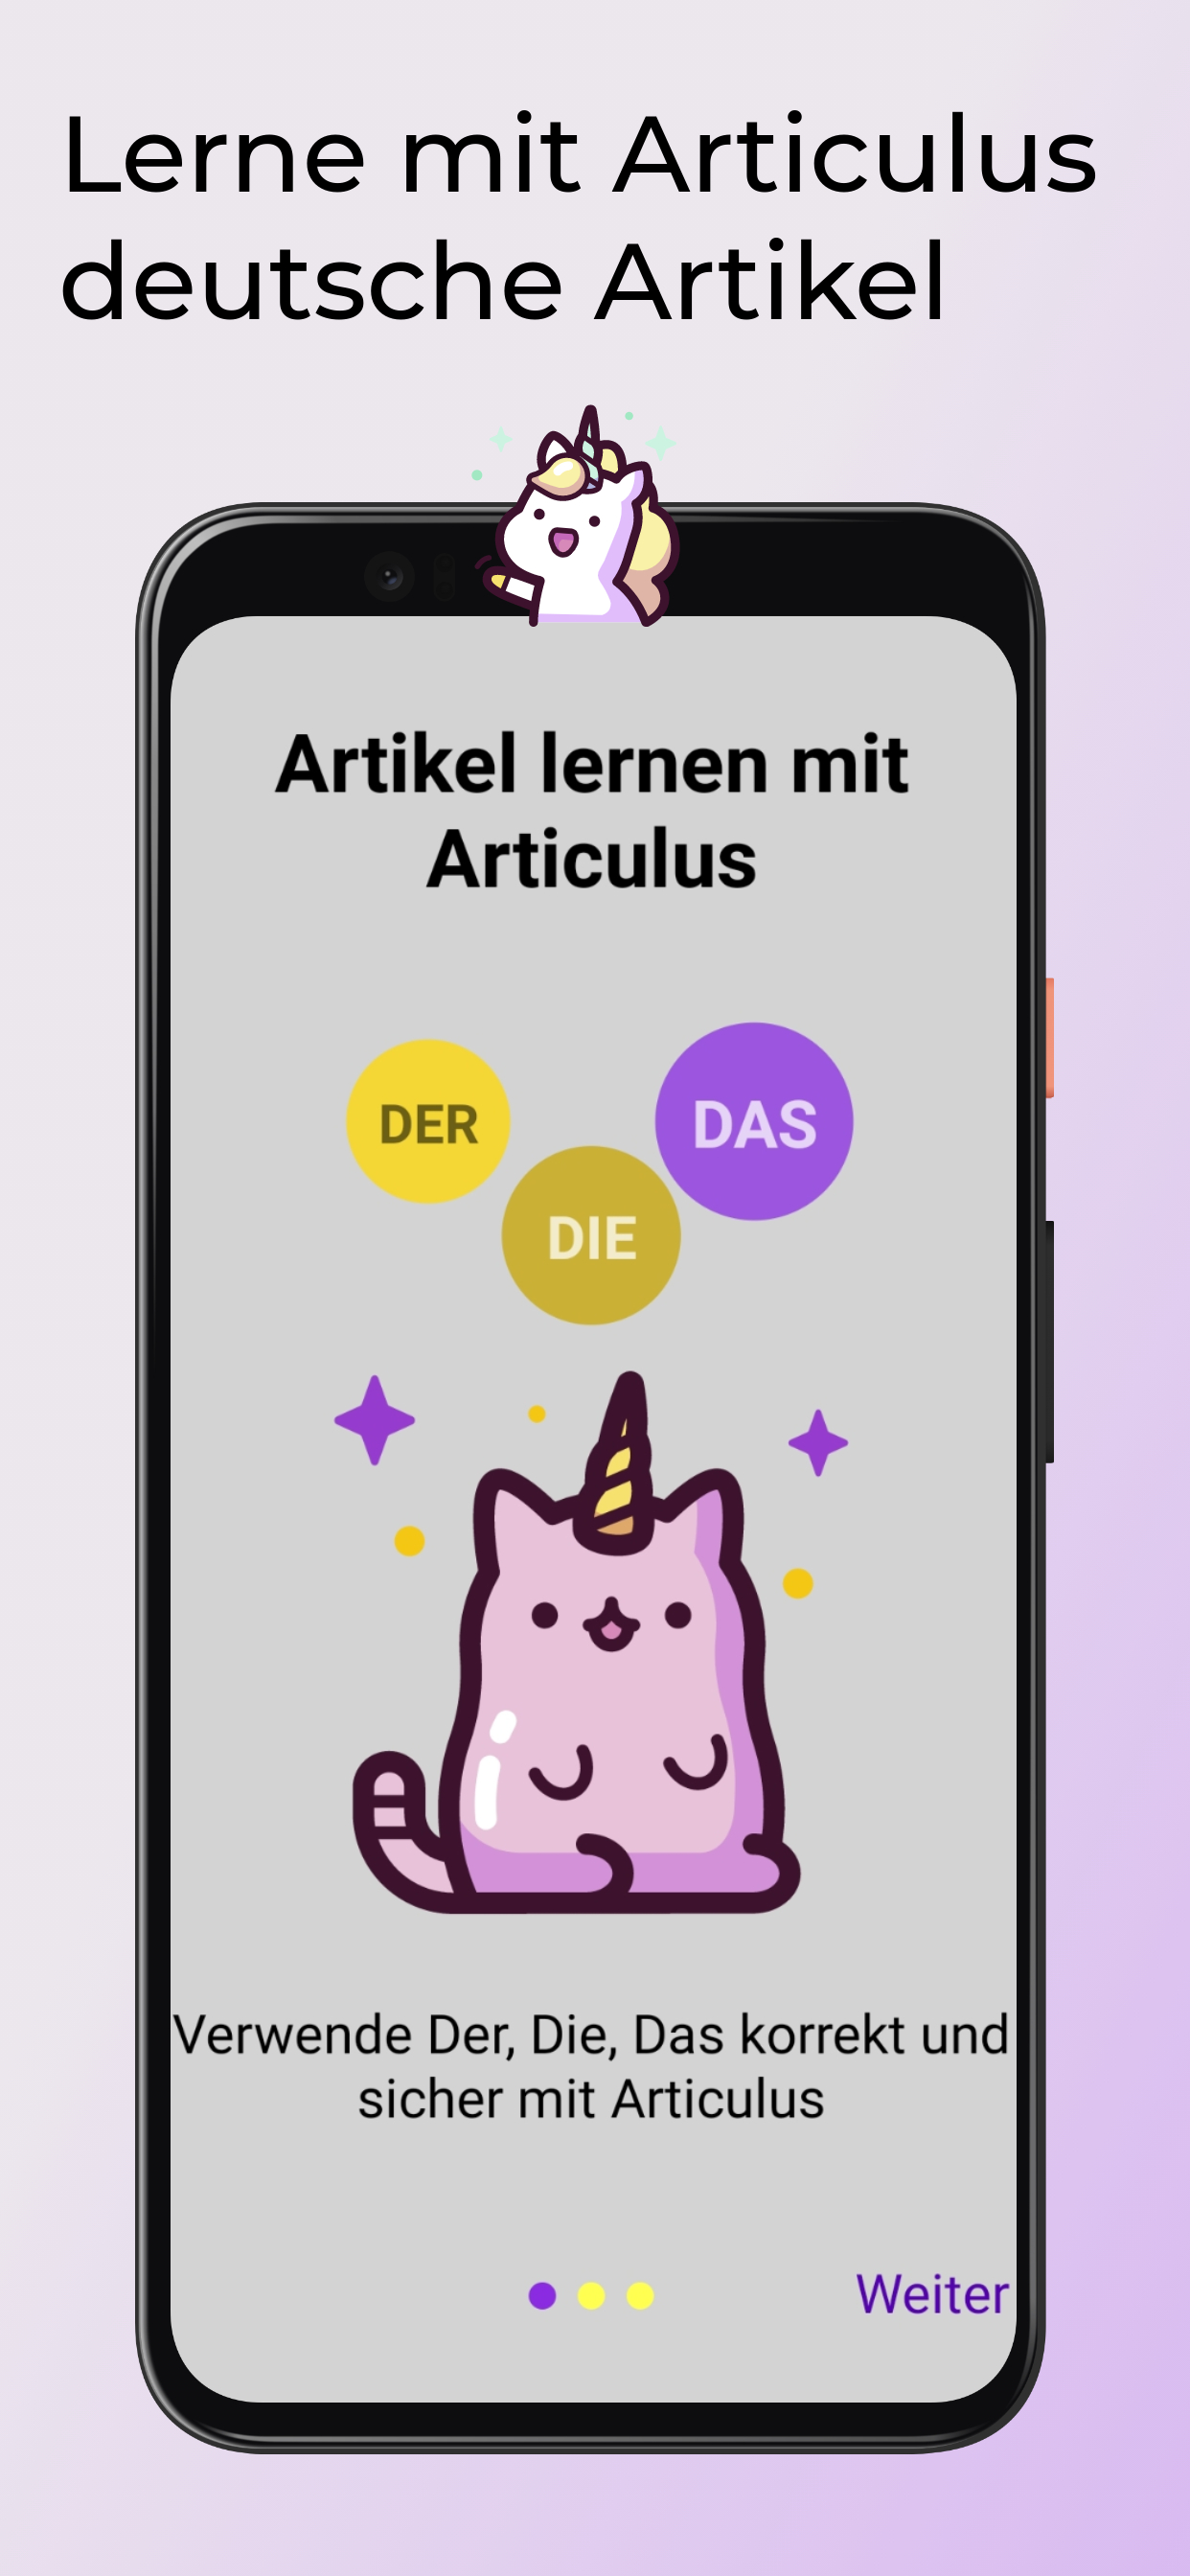 Lerne mit Articulus
deutsche Artikel
Artikel lernen mit
Articulus
DER
DAS
DIE
Verwende Der, Die, Das korrekt und
sicher mit Articulus
Weiter